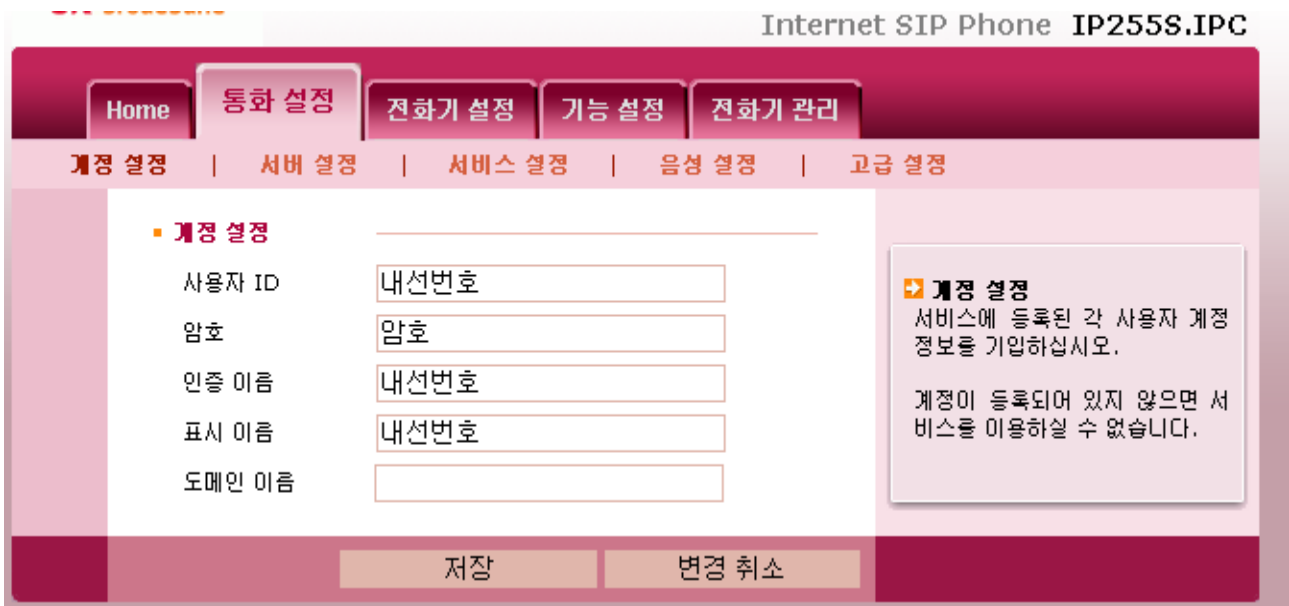 Internet SIP Phone IP255S.IPC
Home 통화 설정 전화기 설정 기능 설정 전화기 관리
계정 설정 | 서버 설정 | 서비스 설정 | 음성 설정 | 고급 설정
계정 설정
사용자 ID 내선번호
암호 암호
인증 이름 내선번호
표시 이름 내선번호
도메인 이름
저장 변경 취소
계정 설정
서비스에 등록된 각 사용자 계정
정보를 기입하십시오.
계정이 등록되어 있지 않으면 서
비스를 이용하실 수 없습니다.